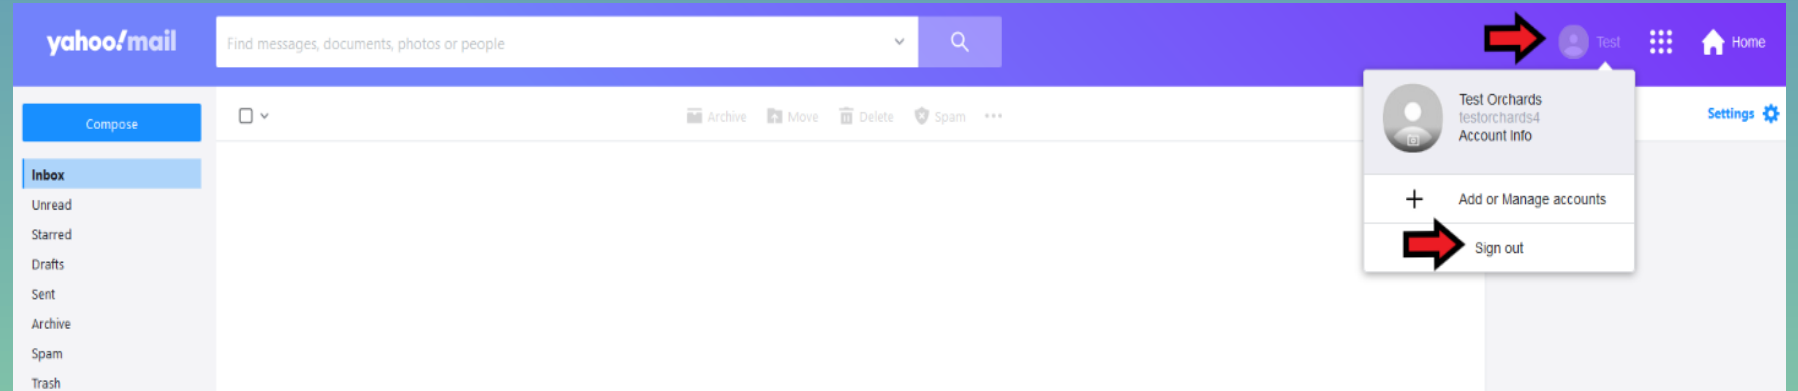 yahoo!mail
Find messages, documents, photos or people
Test
Home
Compose
Archive
Move
Delete
Spam
Settings
Test Orchards
testorchards4
Account Info
Add or Manage accounts
Sign out
Inbox
Unread
Starred
Drafts
Sent
Archive
Spam
Trash